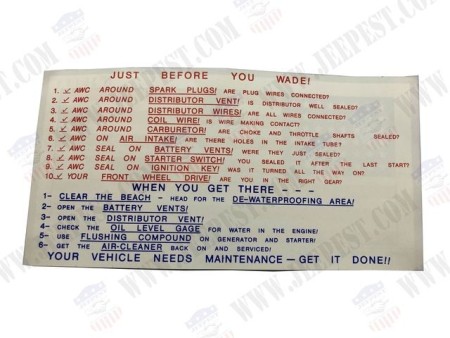 JUST BEFORE YOU WADE!
1. ✓ AWC AROUND SPARK PLUGS! ARE PLUG WIRES CONNECTED?
2. ✓ AWC AROUND DISTRIBUTOR VENT! IS DISTRIBUTOR WELL SEALED?
3. ✓ AWC AROUND DISTRIBUTOR WIRES! ARE ALL WIRES CONNECTED?
4. ✓ AWC AROUND COIL WIRE! IS WIRE MAKING CONTACT?
5. ✓ AWC AROUND CARBURETOR! ARE CHOKE AND THROTTLE SHAFTS SEALED?
6. ✓ AWC ON AIR INTAKE! ARE THERE HOLES IN THE INTAKE TUBE?
7. ✓ AWC SEAL ON BATTERY VENTS! WERE THEY JUST SEALED?
8. ✓ AWC SEAL ON STARTER SWITCH! YOU SEALED IT AFTER THE LAST START?
9. ✓ AWC SEAL ON IGNITION KEY! WAS IT TURNED ALL THE WAY ON?
10. ✓ YOUR FRONT WHEEL DRIVE! ARE YOU IN THE RIGHT GEAR?
WHEN YOU GET THERE - - -
1- CLEAR THE BEACH - HEAD FOR THE DE-WATERPROOFING AREA!
2- OPEN THE BATTERY VENTS!
3- OPEN THE DISTRIBUTOR VENT!
4- CHECK THE OIL LEVEL GAGE FOR WATER IN THE ENGINE!
5- USE FLUSHING COMPOUND ON GENERATOR AND STARTER!
6- GET THE AIR-CLEANER BACK ON AND SERVICED!
YOUR VEHICLE NEEDS MAINTENANCE — GET IT DONE!!
WWW.JEEPEST.COM